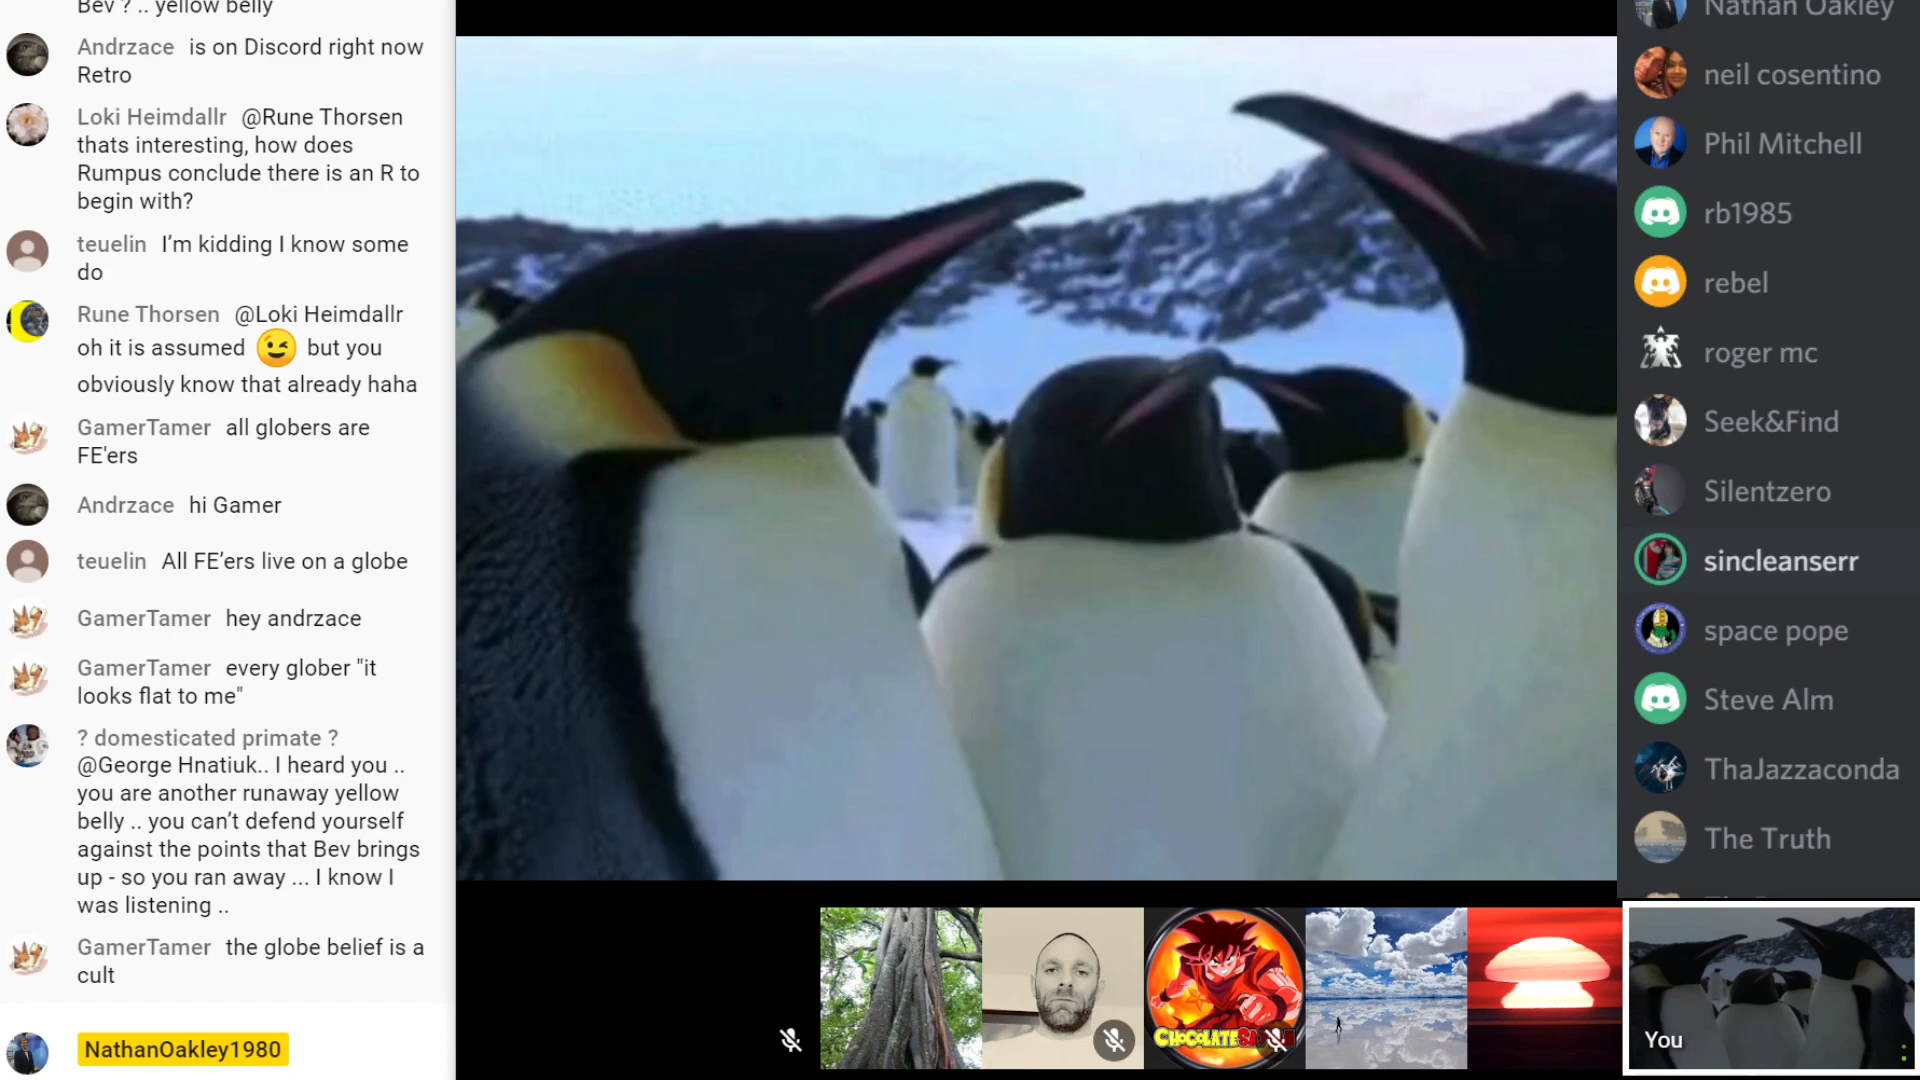 Bev ? .. yellow belly
Andrzace is on Discord right now
Retro
Loki Heimdallr @Rune Thorsen
thats interesting, how does
Rumpus conclude there is an R to
begin with?
teuelin I’m kidding I know some
do
Rune Thorsen @Loki Heimdallr
oh it is assumed 😉 but you
obviously know that already haha
GamerTamer all globers are
FE'ers
Andrzace hi Gamer
teuelin All FE’ers live on a globe
GamerTamer hey andrzace
GamerTamer every glober "it
looks flat to me"
? domesticated primate ?
@George Hnatiuk.. I heard you ..
you are another runaway yellow
belly .. you can’t defend yourself
against the points that Bev brings
up - so you ran away ... I know I
was listening ..
GamerTamer the globe belief is a
cult
NathanOakley1980
CHOCOLATE
You
Nathan Oakley
neil cosentino
Phil Mitchell
rb1985
rebel
roger mc
Seek&Find
Silentzero
sincleanserr
space pope
Steve Alm
ThaJazzaconda
The Truth